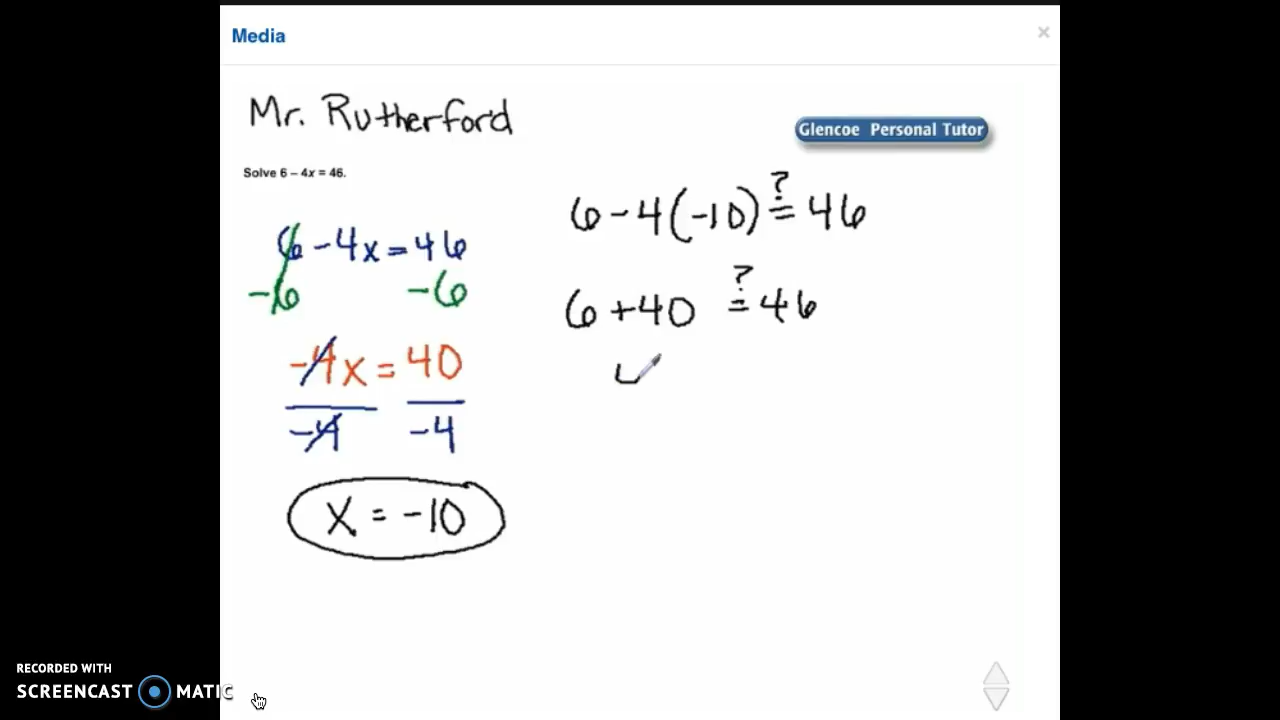 Media
×
Mr. Rutherford
Glencoe Personal Tutor
Solve 6 – 4x = 46.
6 - 4x = 46
-6 -6
-4x = 40
-4 -4
x = -10
6 - 4(-10) ?= 46
6 + 40 ?= 46
RECORDED WITH
SCREENCAST MATIC